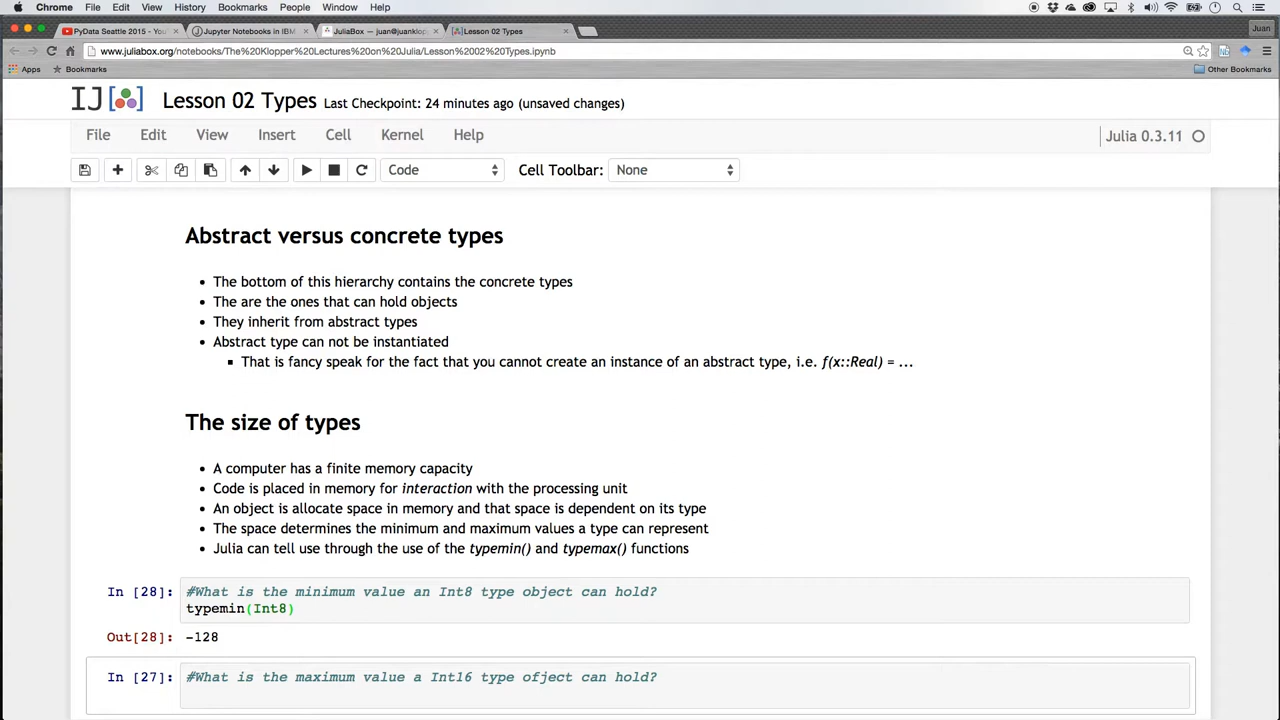 Chrome File Edit View History Bookmarks People Window Help
PyData Seattle 2015 - You
Jupyter Notebooks in IBM
JuliaBox — juan@juanklop
Lesson 02 Types
Juan
www.juliabox.org/notebooks/The%20Klopper%20Lectures%20on%20Julia/Lesson%2002%20Types.ipynb
Apps Bookmarks Other Bookmarks
IJ[ ] Lesson 02 Types Last Checkpoint: 24 minutes ago (unsaved changes)
File Edit View Insert Cell Kernel Help Julia 0.3.11
Code Cell Toolbar: None
Abstract versus concrete types
The bottom of this hierarchy contains the concrete types
The are the ones that can hold objects
They inherit from abstract types
Abstract type can not be instantiated
That is fancy speak for the fact that you cannot create an instance of an abstract type, i.e. f(x::Real) = ...
The size of types
A computer has a finite memory capacity
Code is placed in memory for interaction with the processing unit
An object is allocate space in memory and that space is dependent on its type
The space determines the minimum and maximum values a type can represent
Julia can tell use through the use of the typemin() and typemax() functions
In [28]: #What is the minimum value an Int8 type object can hold?
typemin(Int8)
Out[28]: -128
In [27]: #What is the maximum value a Int16 type ofject can hold?